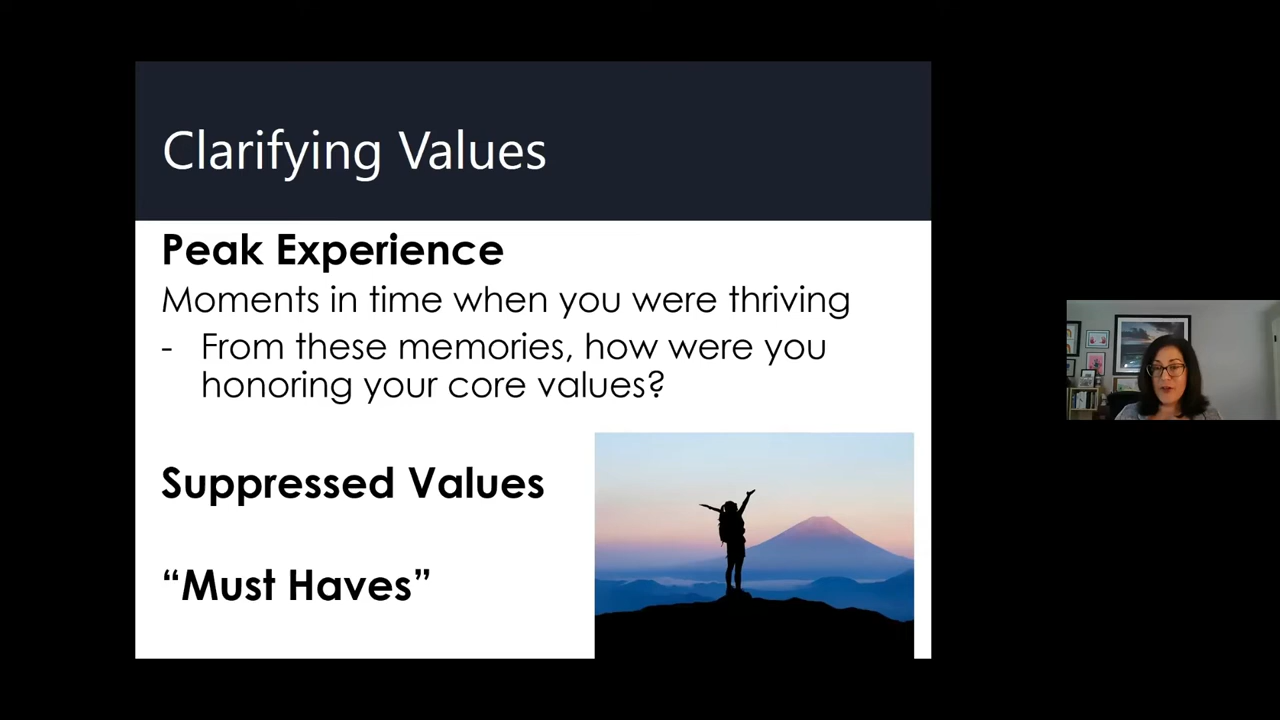 Clarifying Values
Peak Experience
Moments in time when you were thriving
- From these memories, how were you
honoring your core values?
Suppressed Values
“Must Haves”